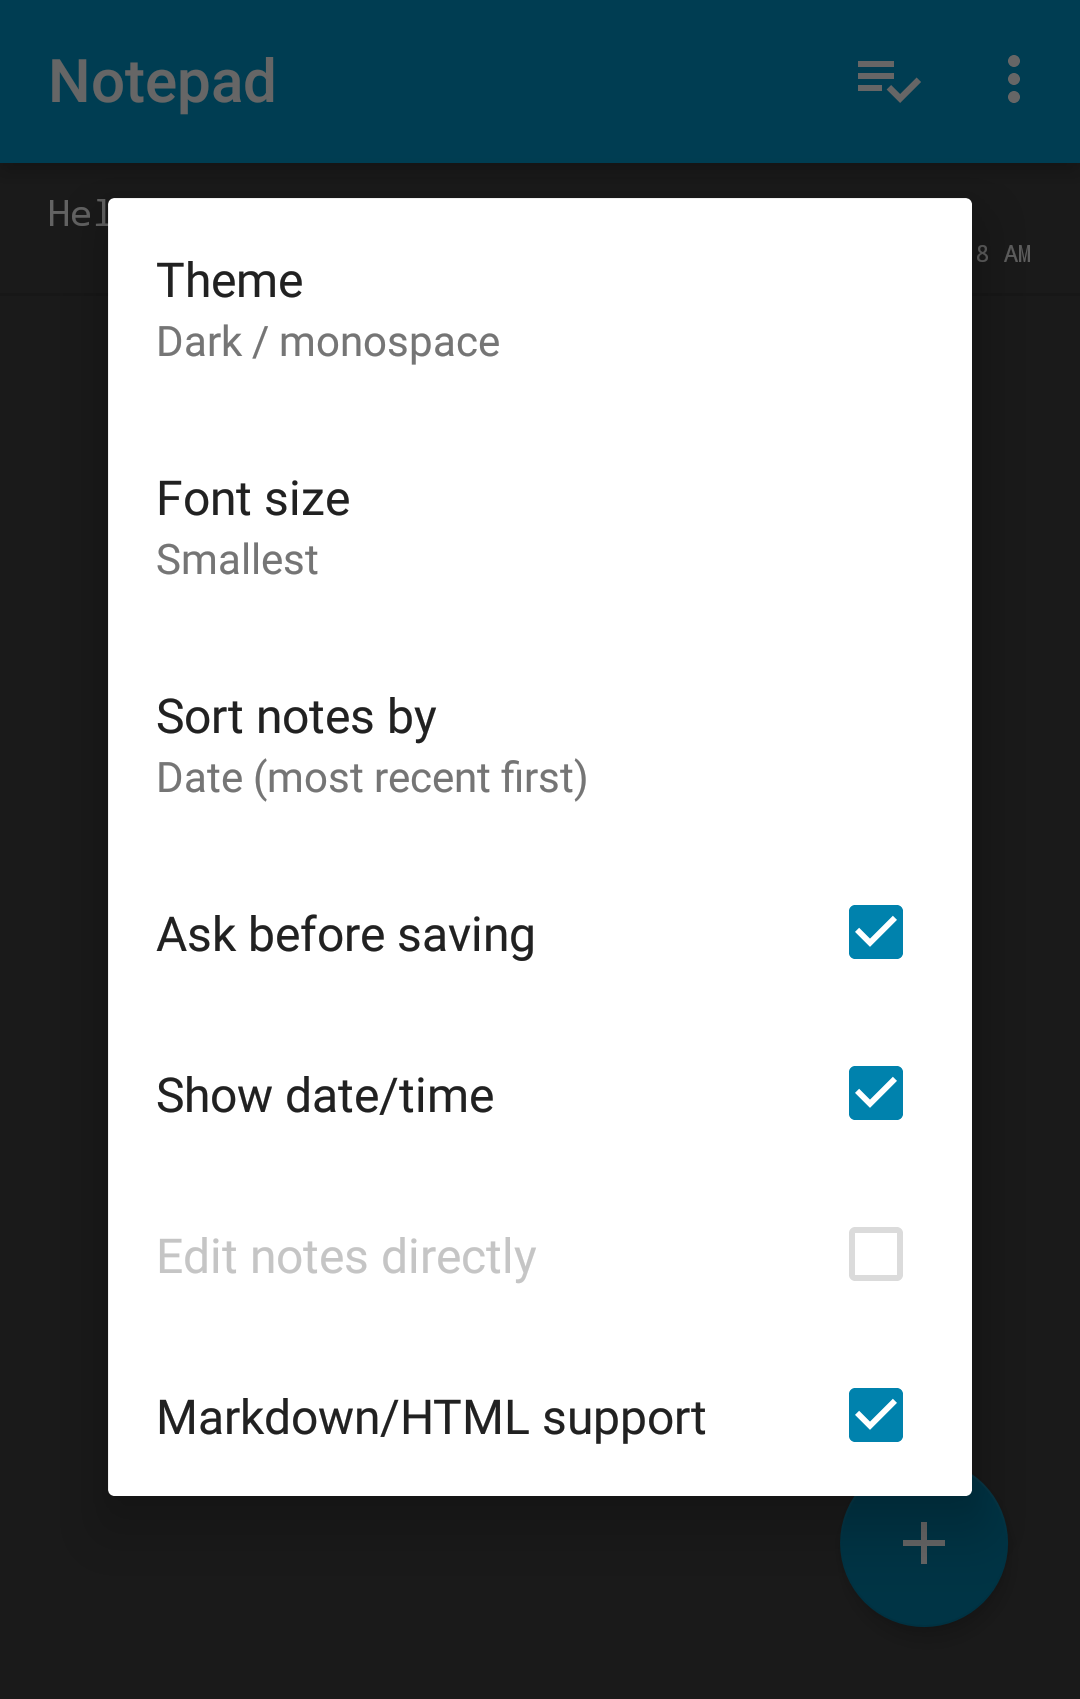 Notepad
8 AM
Theme
Dark / monospace
Font size
Smallest
Sort notes by
Date (most recent first)
Ask before saving
Show date/time
Edit notes directly
Markdown/HTML support